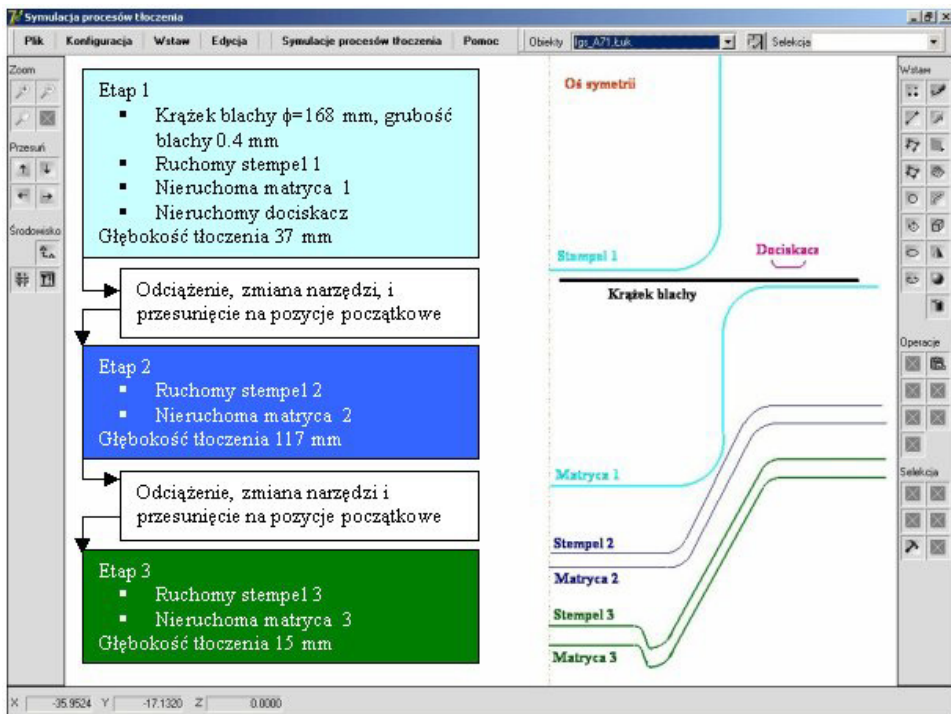 Symulacja procesów tłoczenia
Plik Konfiguracja Wstaw Edycja Symulacje procesów tłoczenia Pomoc Obiekty Igs_A71.Łuk Selekcja
Zoom
Przesuń
Środowisko
Etap 1
▪ Krążek blachy ϕ=168 mm, grubość
blachy 0.4 mm
▪ Ruchomy stempel 1
▪ Nieruchoma matryca 1
▪ Nieruchomy dociskacz
Głębokość tłoczenia 37 mm
Odciążenie, zmiana narzędzi, i
przesunięcie na pozycje początkowe
Etap 2
▪ Ruchomy stempel 2
▪ Nieruchoma matryca 2
Głębokość tłoczenia 117 mm
Odciążenie, zmiana narzędzi i
przesunięcie na pozycje początkowe
Etap 3
▪ Ruchomy stempel 3
▪ Nieruchoma matryca 3
Głębokość tłoczenia 15 mm
Oś symetrii
Stempel 1
Dociskacz
Krążek blachy
Matryca 1
Stempel 2
Matryca 2
Stempel 3
Matryca 3
Wstaw
Operacje
Selekcja
X -35.9524 Y -17.1320 Z 0.0000